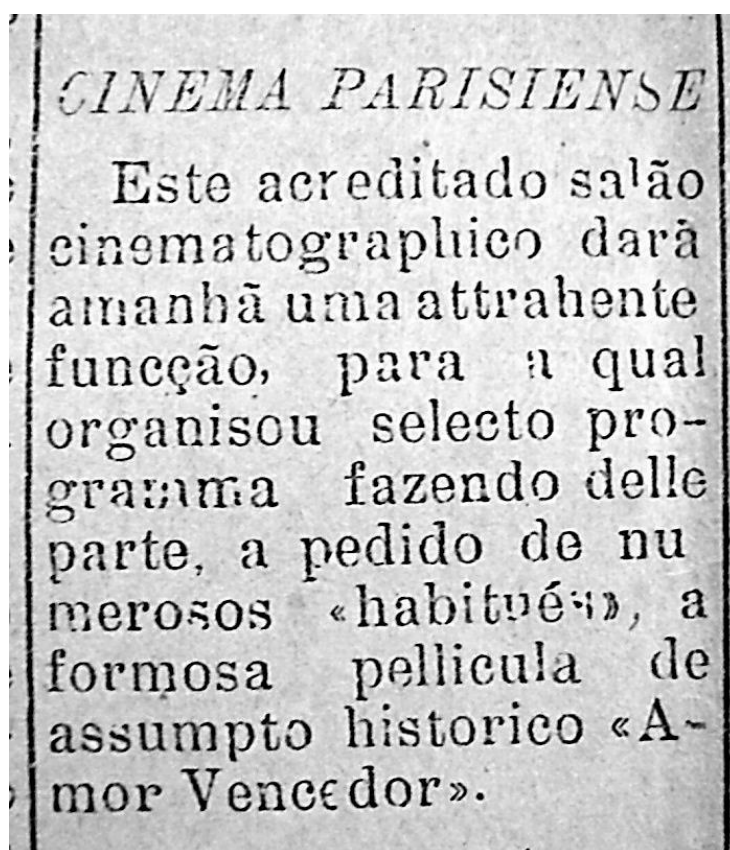 CINEMA PARISIENSE
Este acreditado salão
cinematographico dará
amanhã uma attrahente
funcção, para a qual
organisou selecto pro-
gramma fazendo delle
parte, a pedido de nu
merosos «habitués», a
formosa pellicula de
assumpto historico «A-
mor Vencedor».